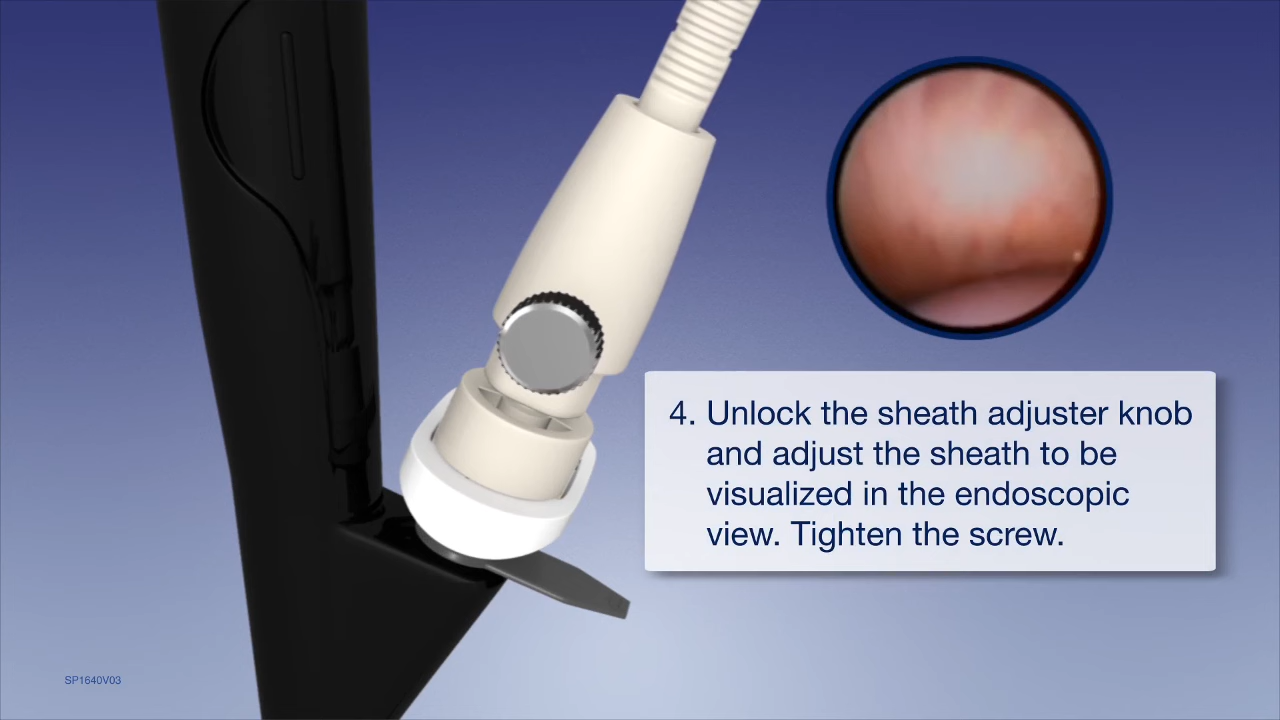 4. Unlock the sheath adjuster knob
and adjust the sheath to be
visualized in the endoscopic
view. Tighten the screw.
SP1640V03